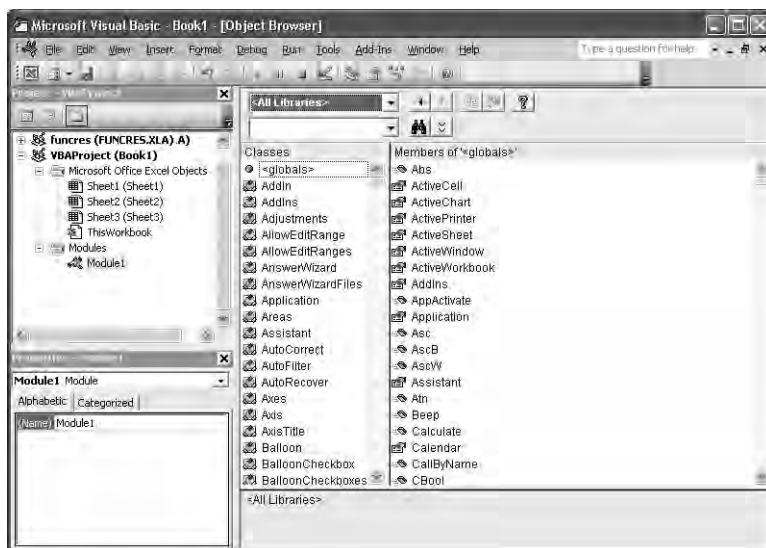 Microsoft Visual Basic - Book1 - [Object Browser]
File Edit View Insert Format Debug Run Tools Add-Ins Window Help
Type a question for help
<All Libraries>
funcres (FUNCRES.XLA).A)
VBAProject (Book1)
Microsoft Office Excel Objects
Sheet1 (Sheet1)
Sheet2 (Sheet2)
Sheet3 (Sheet3)
ThisWorkbook
Modules
Module1
Module1 Module
Alphabetic Categorized
(Name) Module1
Classes
<globals>
AddIn
AddIns
Adjustments
AllowEditRange
AllowEditRanges
AnswerWizard
AnswerWizardFiles
Application
Areas
Assistant
AutoCorrect
AutoFilter
AutoRecover
Axes
Axis
AxisTitle
Balloon
BalloonCheckbox
BalloonCheckboxes
Members of '<globals>'
Abs
ActiveCell
ActiveChart
ActivePrinter
ActiveSheet
ActiveWindow
ActiveWorkbook
AddIns
AppActivate
Application
Asc
AscB
AscW
Assistant
Atn
Beep
Calculate
Calendar
CallByName
CBool
<All Libraries>